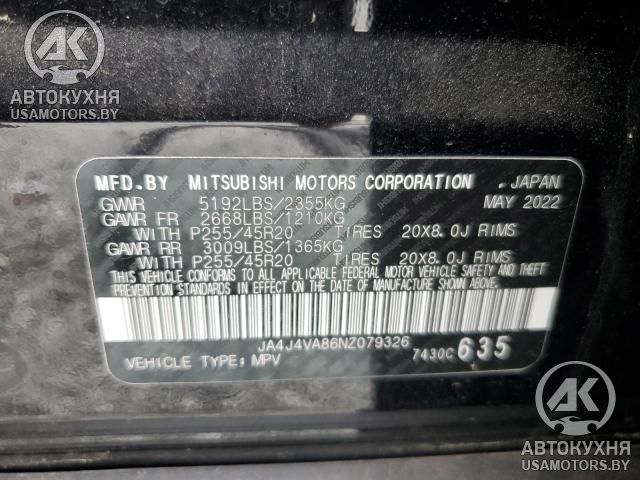 АК
АВТОКУХНЯ
USAMOTORS.BY
MFD.BY MITSUBISHI MOTORS CORPORATION JAPAN
GVWR 5192LBS/2355KG MAY 2022
GAWR FR 2668LBS/1210KG
WITH P255/45R20 TIRES 20X8.0J RIMS
GAWR RR 3009LBS/1365KG
WITH P255/45R20 TIRES 20X8.0J RIMS
THIS VEHICLE CONFORMS TO ALL APPLICABLE FEDERAL MOTOR VEHICLE SAFETY AND THEFT
PREVENTION STANDARDS IN EFFECT ON THE DATE OF MANUFACTURE SHOWN ABOVE.
JA4J4VA86NZ079326
VEHICLE TYPE: MPV 7430C 635
АК
АВТОКУХНЯ
USAMOTORS.BY